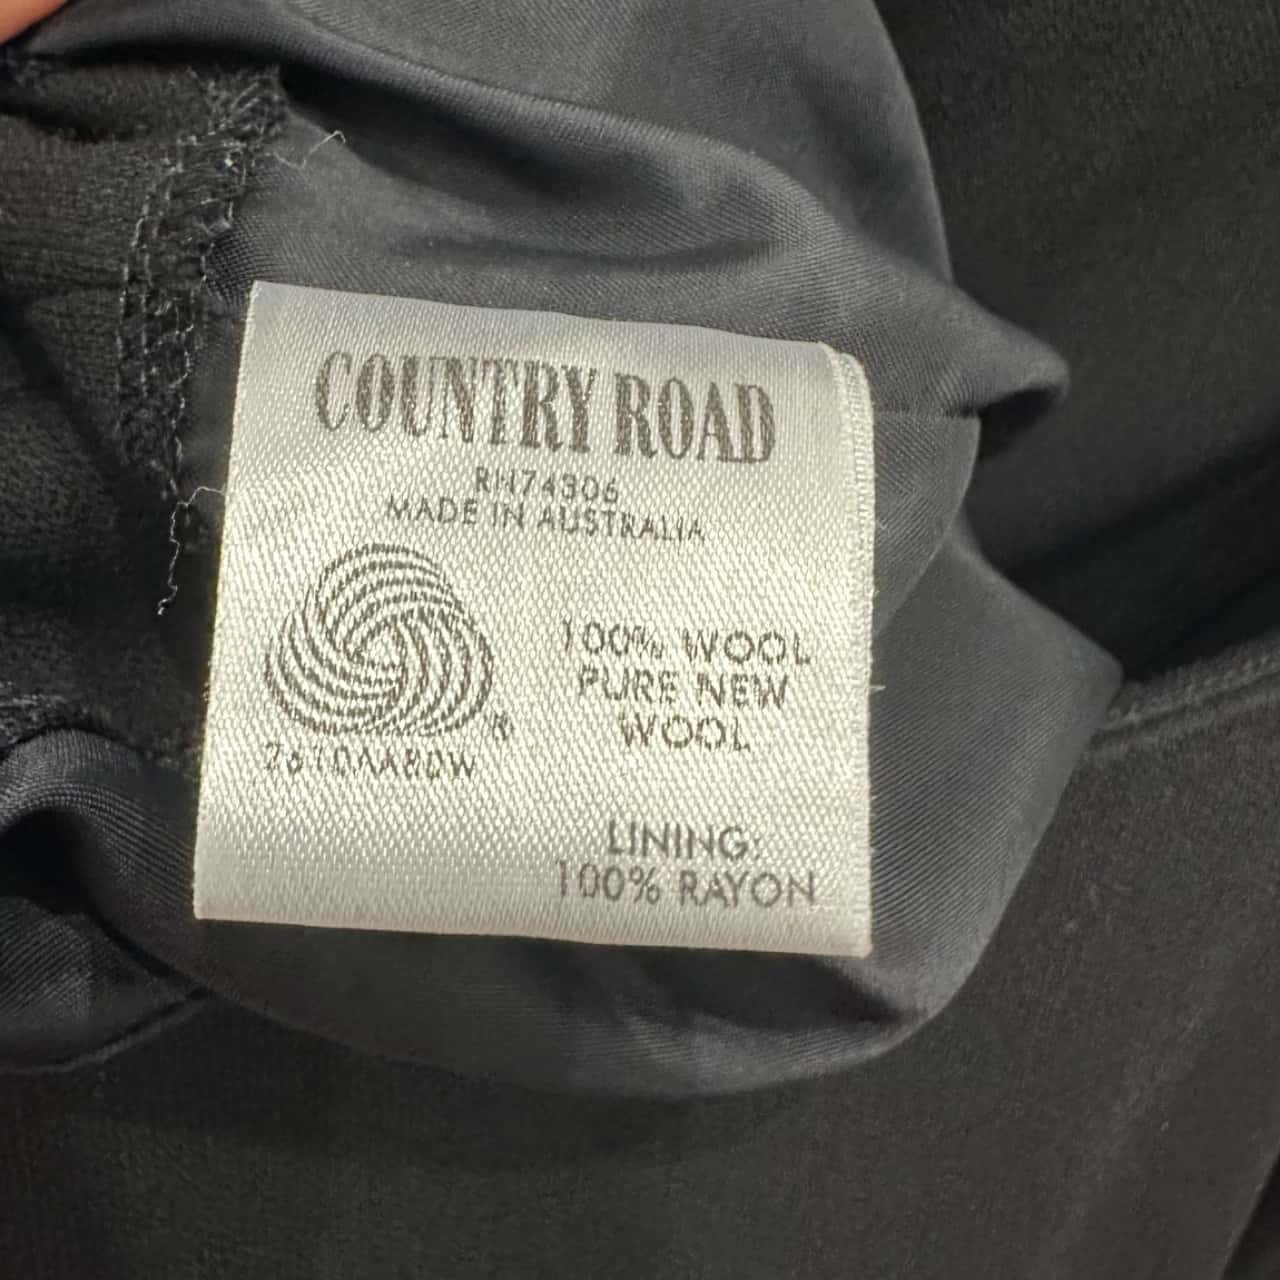 COUNTRY ROAD
RN74306
MADE IN AUSTRALIA
100% WOOL
PURE NEW
WOOL
LINING:
100% RAYON